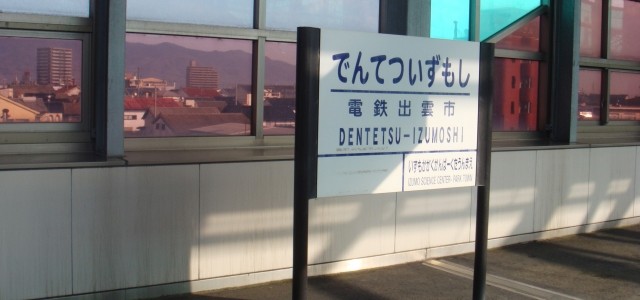 でんてついずもし
電鉄出雲市
DENTETSU-IZUMOSHI
いずもかがくかんぱーくたうんまえ
IZUMO SCIENCE CENTER-PARK TOWN